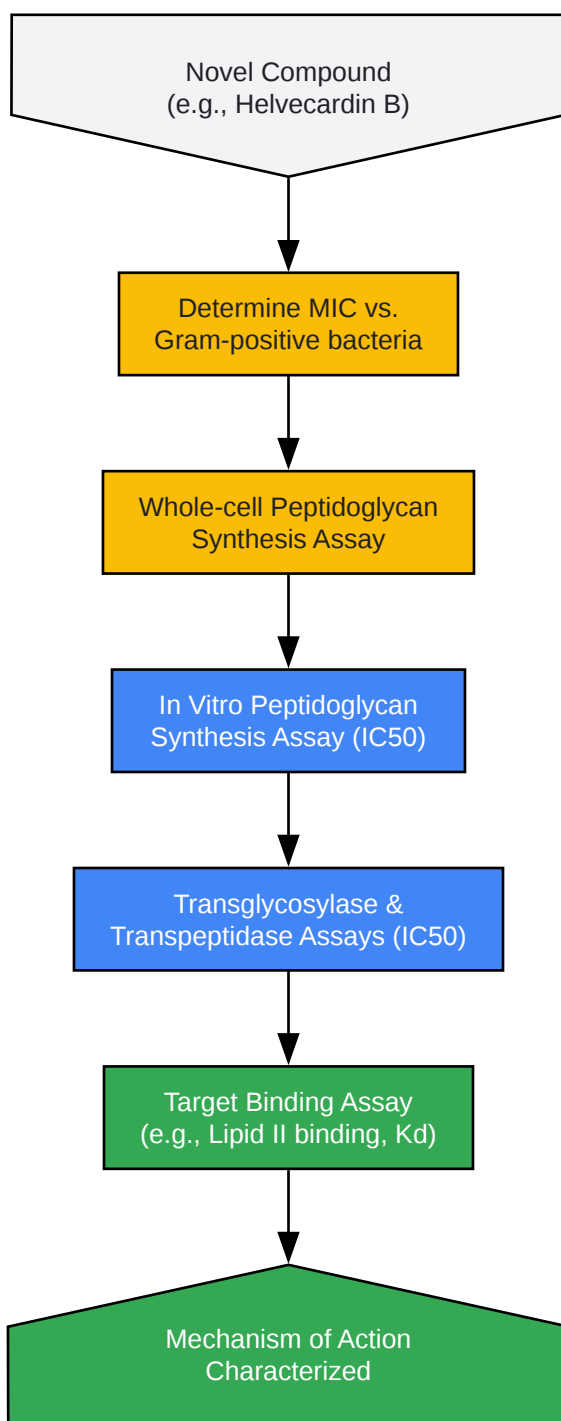 Novel Compound
(e.g., Helvecardin B)
Determine MIC vs.
Gram-positive bacteria
Whole-cell Peptidoglycan
Synthesis Assay
In Vitro Peptidoglycan
Synthesis Assay (IC50)
Transglycosylase &
Transpeptidase Assays (IC50)
Target Binding Assay
(e.g., Lipid II binding, Kd)
Mechanism of Action
Characterized